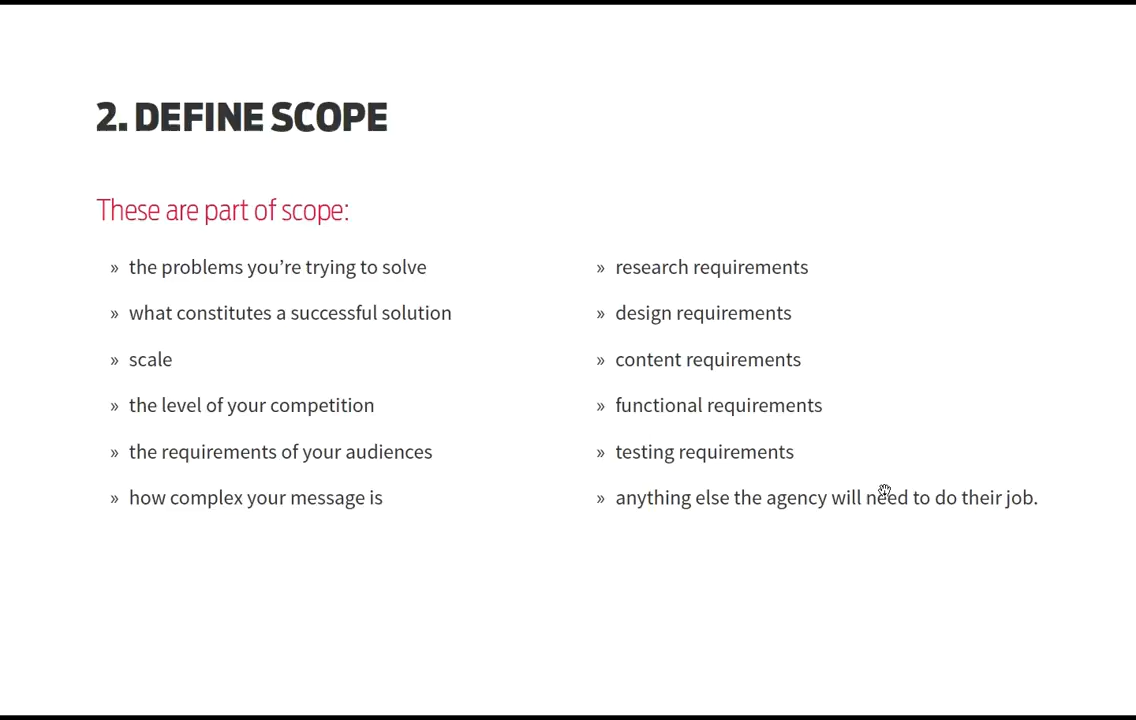 2. DEFINE SCOPE
These are part of scope:
» the problems you’re trying to solve
» what constitutes a successful solution
» scale
» the level of your competition
» the requirements of your audiences
» how complex your message is
» research requirements
» design requirements
» content requirements
» functional requirements
» testing requirements
» anything else the agency will need to do their job.